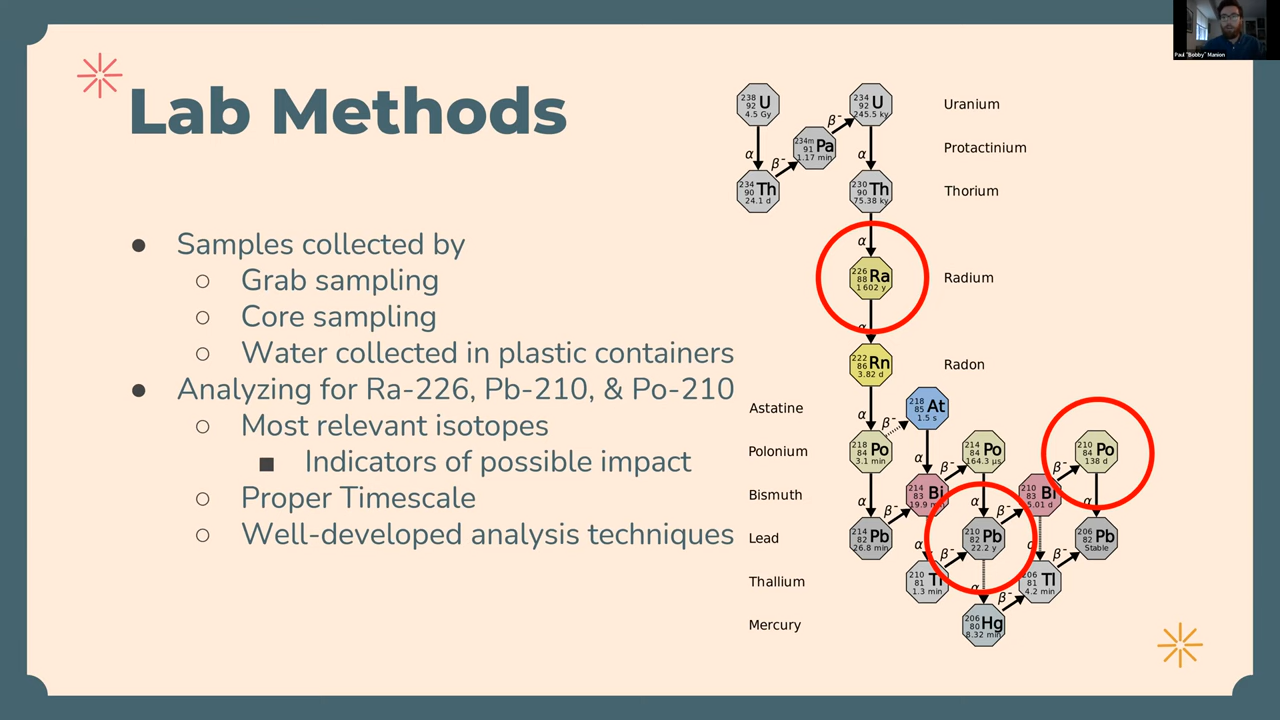 Paul "Bobby" Manion
Lab Methods
● Samples collected by
○ Grab sampling
○ Core sampling
○ Water collected in plastic containers
● Analyzing for Ra-226, Pb-210, & Po-210
○ Most relevant isotopes
■ Indicators of possible impact
○ Proper Timescale
○ Well-developed analysis techniques
238 92 U 4.5 Gy
234 92 U 245.5 ky
Uranium
β⁻
α
234m 91 Pa 1.17 min
α
Protactinium
β⁻
234 90 Th 24.1 d
230 90 Th 75.38 ky
Thorium
α
226 88 Ra 1602 y
Radium
α
222 86 Rn 3.82 d
Radon
α
Astatine
β⁻
218 85 At 1.5 s
Polonium
218 84 Po 3.1 min
α
214 84 Po 164.3 µs
210 84 Po 138 d
β⁻
β⁻
Bismuth
α
214 83 Bi 19.9
α
210 83 Bi 5.01 d
α
β⁻
β⁻
Lead
214 82 Pb 26.8 min
210 82 Pb 22.2 y
206 82 Pb Stable
α
β⁻
α
β⁻
Thallium
210 81 Tl 1.3 min
α
206 81 Tl 4.2 min
β⁻
Mercury
206 80 Hg 8.32 min